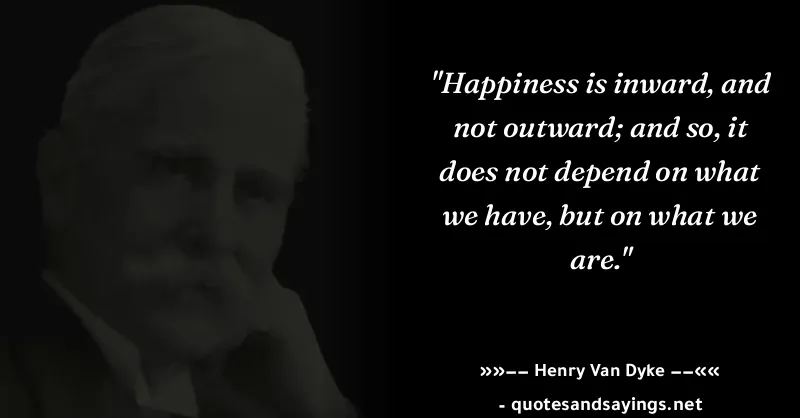 "Happiness is inward, and
not outward; and so, it
does not depend on what
we have, but on what we
are."
»»−− Henry Van Dyke −−««
- quotesandsayings.net